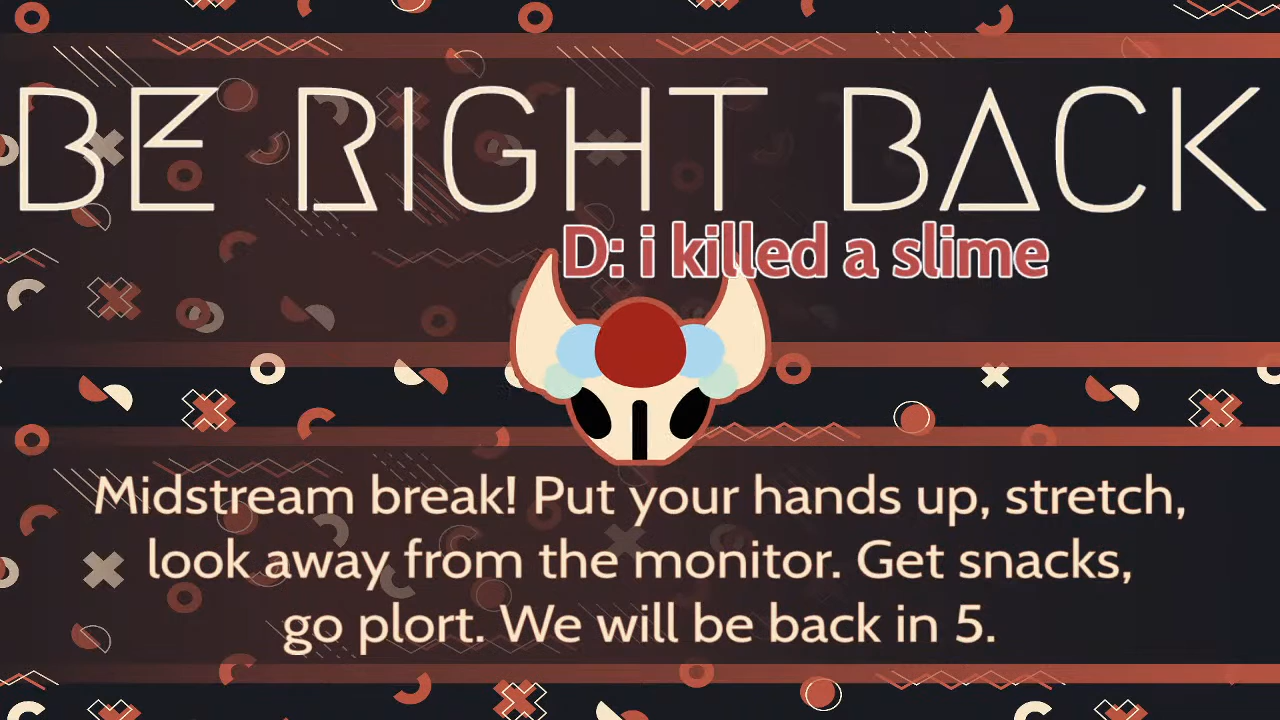 BE RIGHT BACK
D: i killed a slime
Midstream break! Put your hands up, stretch,
look away from the monitor. Get snacks,
go plort. We will be back in 5.